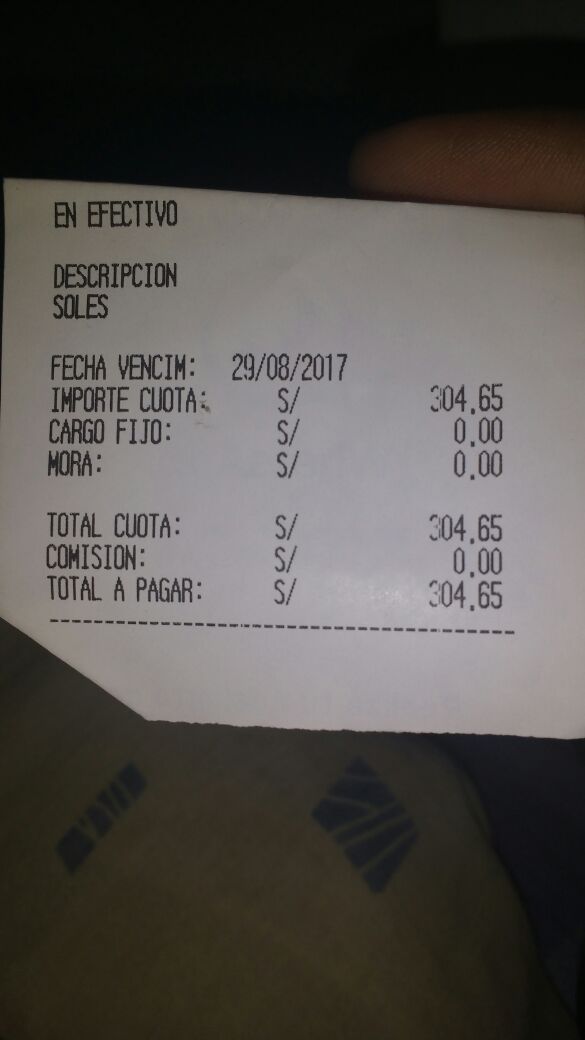 EN EFECTIVO
DESCRIPCION
SOLES
FECHA VENCIM: 29/08/2017
IMPORTE CUOTA: S/ 304.65
CARGO FIJO: S/ 0.00
MORA: S/ 0.00
TOTAL CUOTA: S/ 304.65
COMISION: S/ 0.00
TOTAL A PAGAR: S/ 304.65